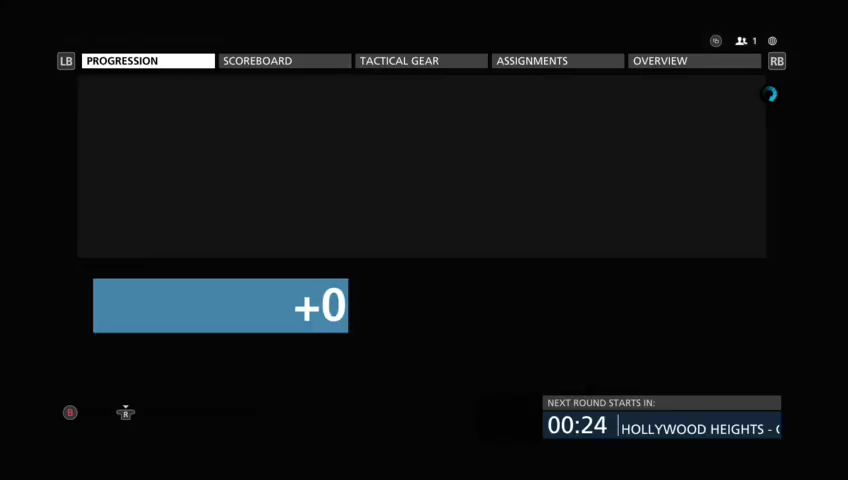 1
LB PROGRESSION SCOREBOARD TACTICAL GEAR ASSIGNMENTS OVERVIEW RB
+0
B R
NEXT ROUND STARTS IN:
00:24 HOLLYWOOD HEIGHTS -